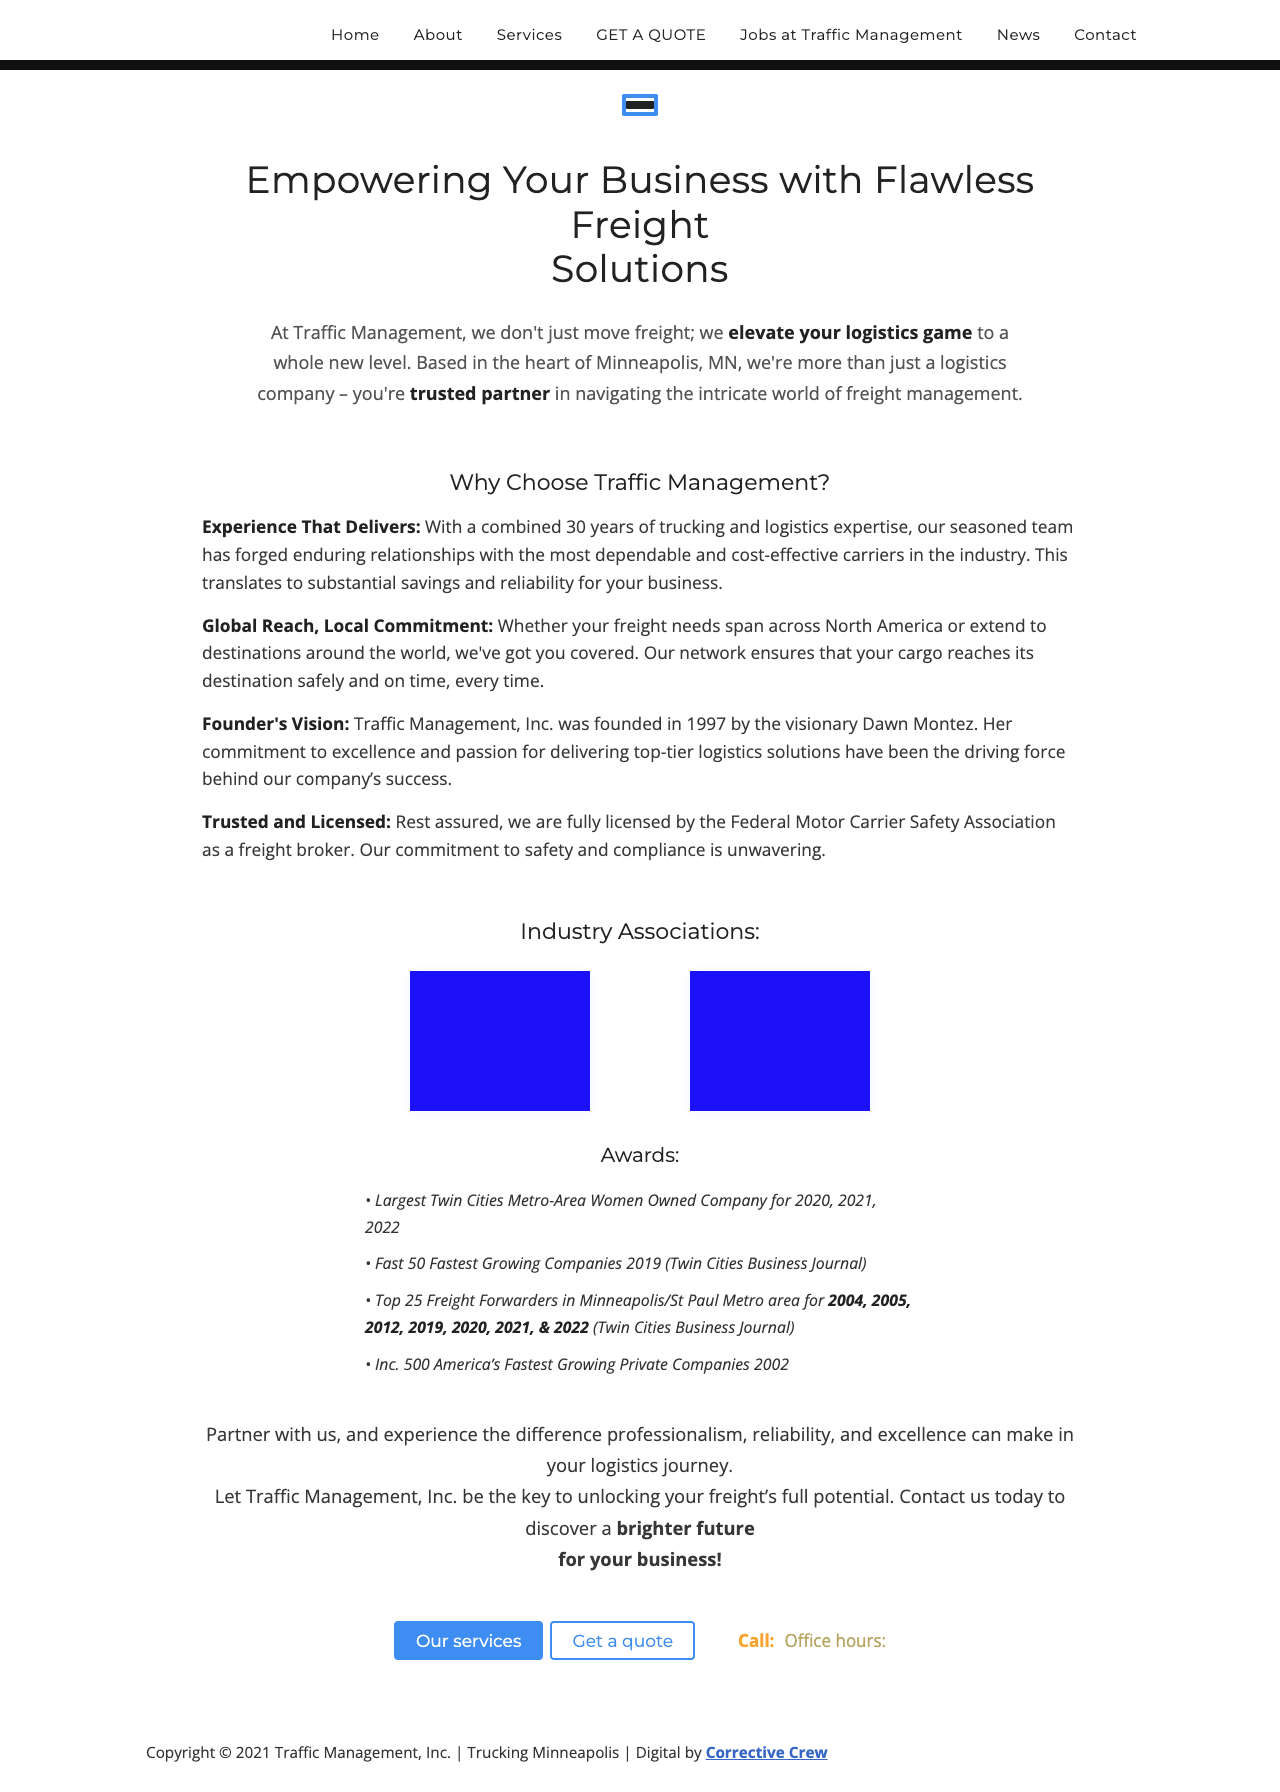 Home About Services GET A QUOTE Jobs at Traffic Management News Contact
Empowering Your Business with Flawless
Freight
Solutions
At Traffic Management, we don't just move freight; we elevate your logistics game to a
whole new level. Based in the heart of Minneapolis, MN, we're more than just a logistics
company – you're trusted partner in navigating the intricate world of freight management.
Why Choose Traffic Management?
Experience That Delivers: With a combined 30 years of trucking and logistics expertise, our seasoned team
has forged enduring relationships with the most dependable and cost-effective carriers in the industry. This
translates to substantial savings and reliability for your business.
Global Reach, Local Commitment: Whether your freight needs span across North America or extend to
destinations around the world, we've got you covered. Our network ensures that your cargo reaches its
destination safely and on time, every time.
Founder's Vision: Traffic Management, Inc. was founded in 1997 by the visionary Dawn Montez. Her
commitment to excellence and passion for delivering top-tier logistics solutions have been the driving force
behind our company’s success.
Trusted and Licensed: Rest assured, we are fully licensed by the Federal Motor Carrier Safety Association
as a freight broker. Our commitment to safety and compliance is unwavering.
Industry Associations:
Awards:
• Largest Twin Cities Metro-Area Women Owned Company for 2020, 2021,
2022
• Fast 50 Fastest Growing Companies 2019 (Twin Cities Business Journal)
• Top 25 Freight Forwarders in Minneapolis/St Paul Metro area for 2004, 2005,
2012, 2019, 2020, 2021, & 2022 (Twin Cities Business Journal)
• Inc. 500 America’s Fastest Growing Private Companies 2002
Partner with us, and experience the difference professionalism, reliability, and excellence can make in
your logistics journey.
Let Traffic Management, Inc. be the key to unlocking your freight’s full potential. Contact us today to
discover a brighter future
for your business!
Our services Get a quote Call: Office hours:
Copyright © 2021 Traffic Management, Inc. | Trucking Minneapolis | Digital by Corrective Crew